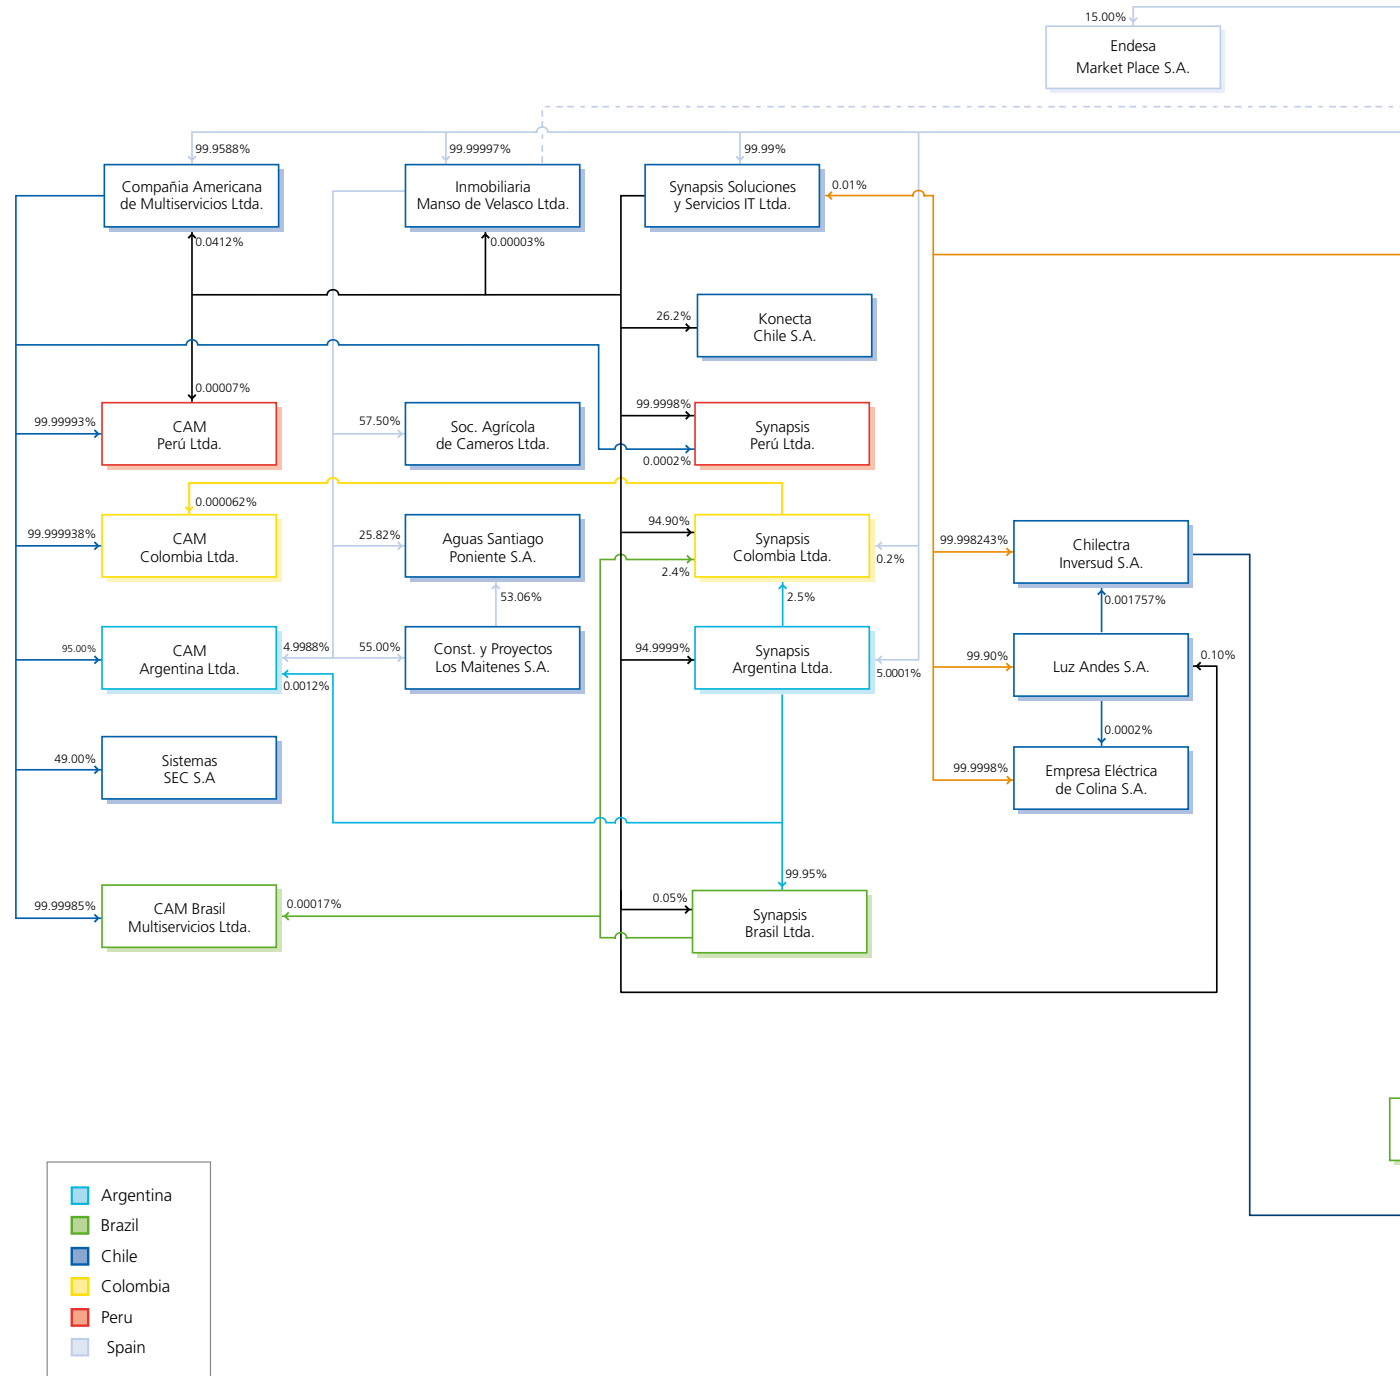 15.00%
Endesa
Market Place S.A.
99.9588%
99.99997%
99.99%
Compañia Americana
de Multiservicios Ltda.
Inmobiliaria
Manso de Velasco Ltda.
Synapsis Soluciones
y Servicios IT Ltda.
0.01%
0.0412%
0.00003%
26.2%
Konecta
Chile S.A.
0.00007%
99.99993%
CAM
Perú Ltda.
57.50%
Soc. Agrícola
de Cameros Ltda.
99.9998%
0.0002%
Synapsis
Perú Ltda.
0.000062%
99.999938%
CAM
Colombia Ltda.
25.82%
Aguas Santiago
Poniente S.A.
94.90%
2.4%
Synapsis
Colombia Ltda.
0.2%
99.998243%
Chilectra
Inversud S.A.
53.06%
2.5%
0.001757%
95.00%
CAM
Argentina Ltda.
4.9988%
0.0012%
55.00%
Const. y Proyectos
Los Maitenes S.A.
94.9999%
Synapsis
Argentina Ltda.
5.0001%
99.90%
Luz Andes S.A.
0.10%
0.0002%
49.00%
Sistemas
SEC S.A
99.9998%
Empresa Eléctrica
de Colina S.A.
99.95%
99.99985%
CAM Brasil
Multiservicios Ltda.
0.00017%
0.05%
Synapsis
Brasil Ltda.
Argentina
Brazil
Chile
Colombia
Peru
Spain